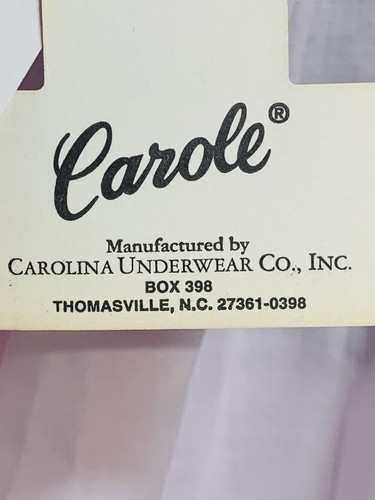 Carole®
Manufactured by
CAROLINA UNDERWEAR CO., INC.
BOX 398
THOMASVILLE, N.C. 27361-0398